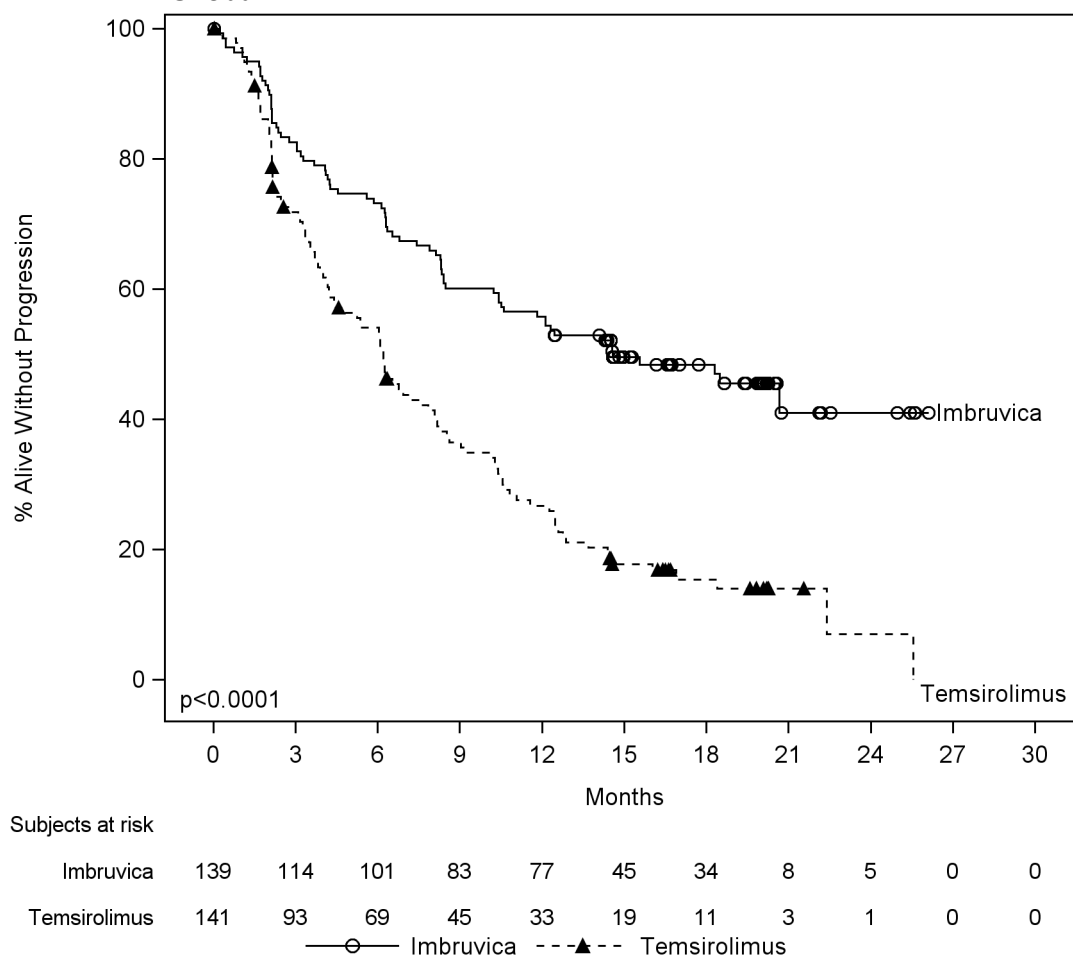 100
80
60
40
20
0
% Alive Without Progression
Imbruvica
Temsirolimus
p<0.0001
0 3 6 9 12 15 18 21 24 27 30
Months
Subjects at risk
Imbruvica 139 114 101 83 77 45 34 8 5 0 0
Temsirolimus 141 93 69 45 33 19 11 3 1 0 0
Imbruvica Temsirolimus